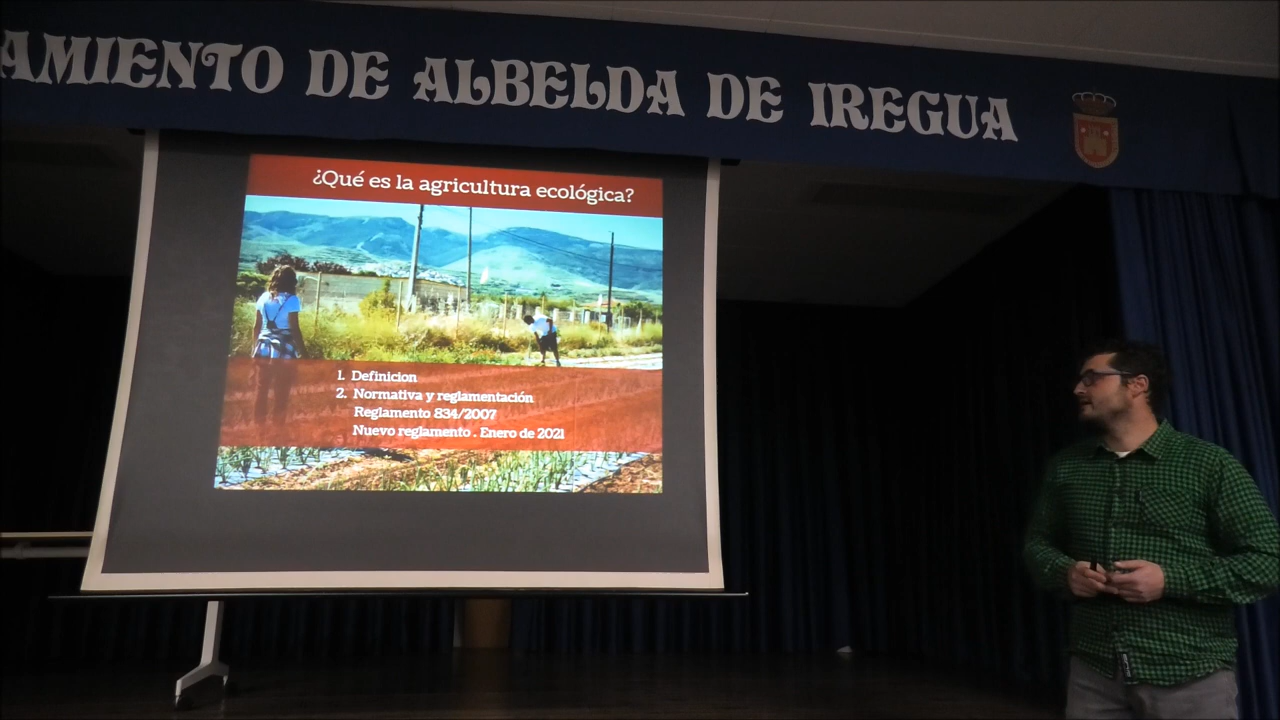 AMIENTO DE ALBELDA DE IREGUA
¿Qué es la agricultura ecológica?
1. Definicion
2. Normativa y reglamentación
Reglamento 834/2007
Nuevo reglamento . Enero de 2021